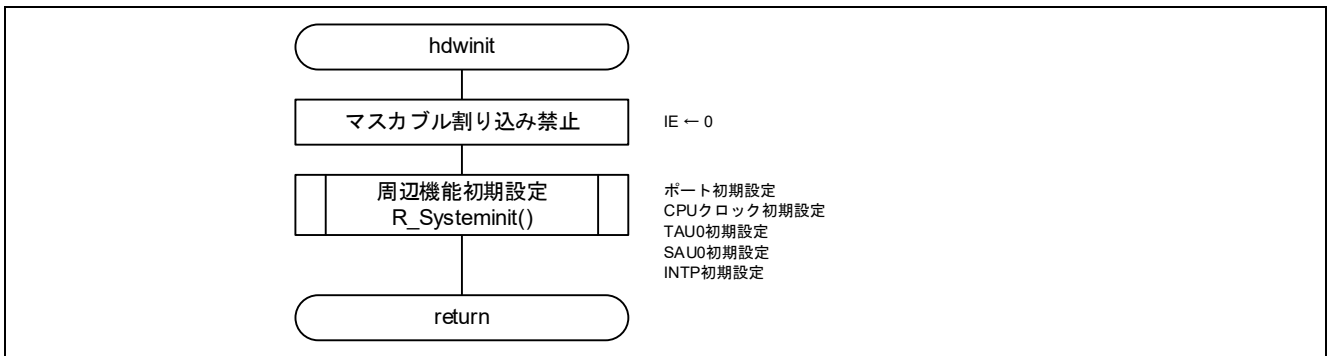 hdwinit
マスカブル割り込み禁止
IE ← 0
周辺機能初期設定
R_Systeminit()
ポート初期設定
CPUクロック初期設定
TAU0初期設定
SAU0初期設定
INTP初期設定
return